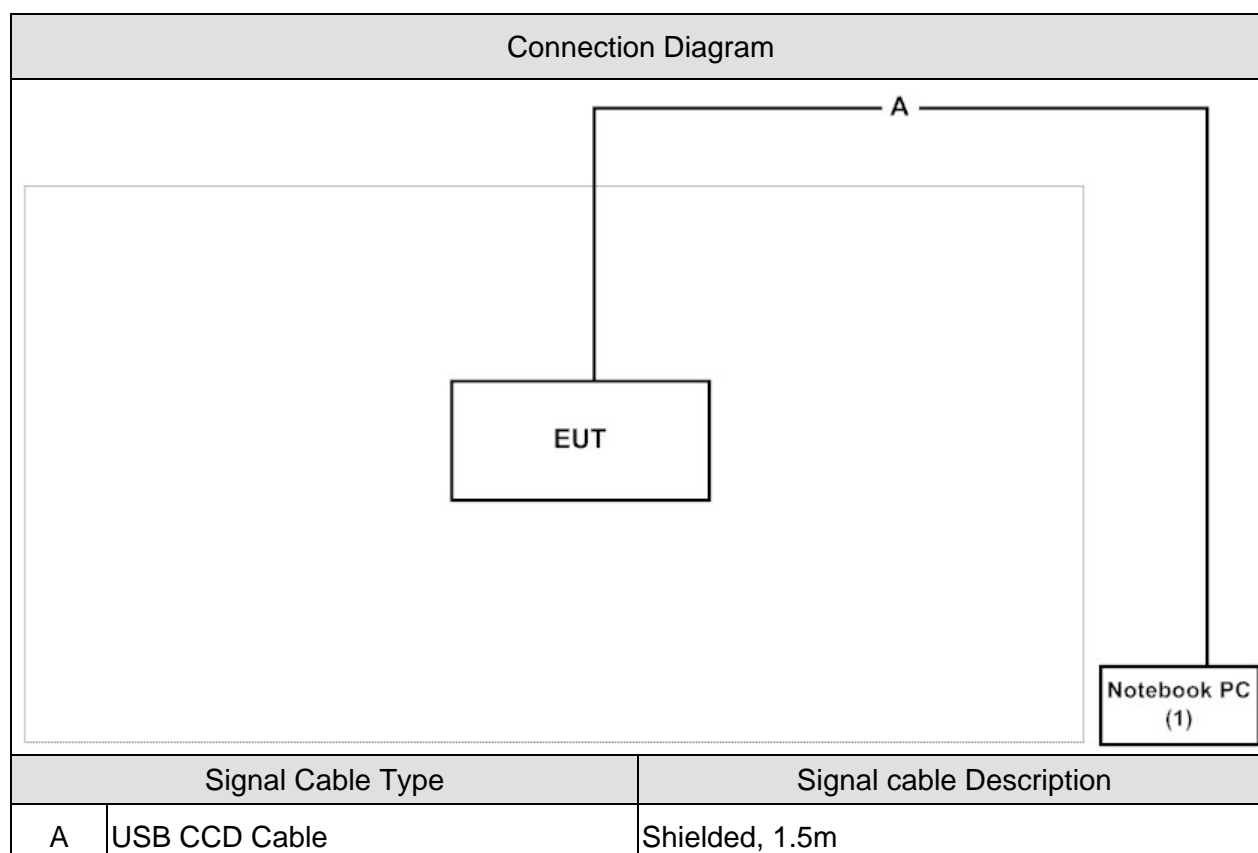 Connection Diagram
A
EUT
Notebook PC
(1)
Signal Cable Type Signal cable Description
A USB CCD Cable Shielded, 1.5m